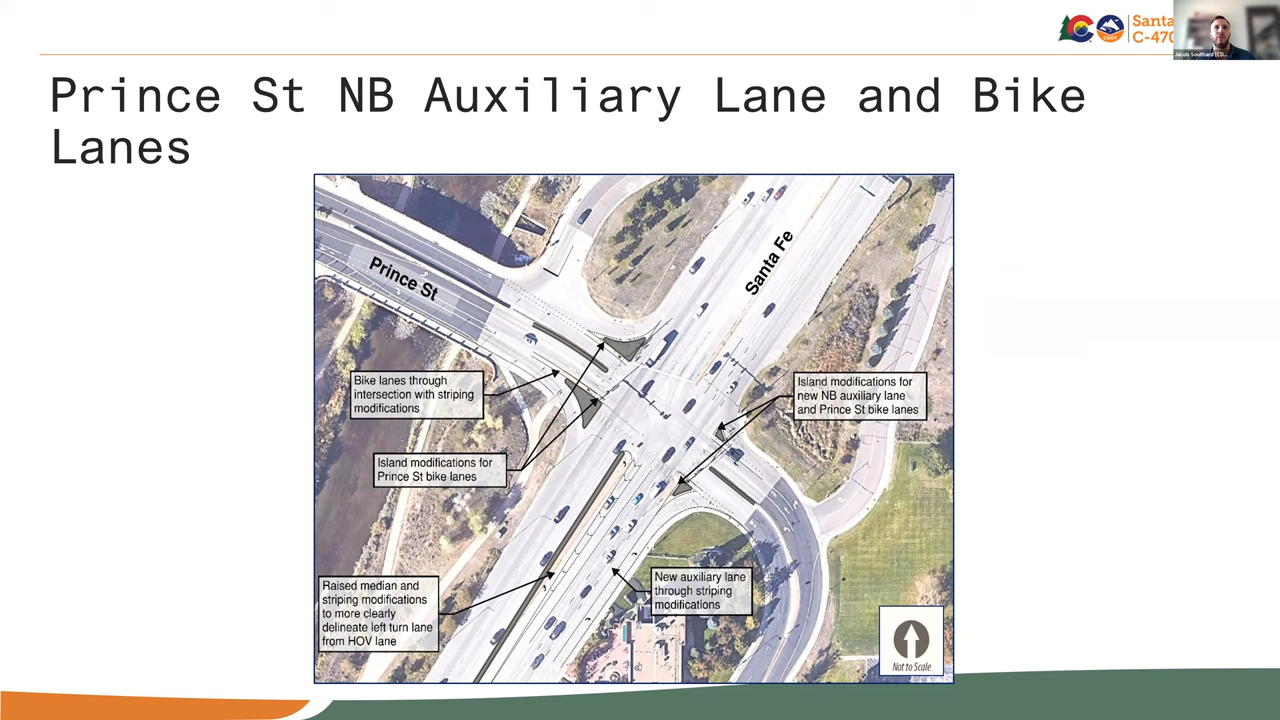 Santa
C-470
Jacob Southard (CD...
Prince St NB Auxiliary Lane and Bike
Lanes
Prince St
Santa Fe
Bike lanes through
intersection with striping
modifications
Island modifications for
new NB auxiliary lane
and Prince St bike lanes
Island modifications for
Prince St bike lanes
Raised median and
striping modifications
to more clearly
delineate left turn lane
from HOV lane
New auxiliary lane
through striping
modifications
Not to Scale